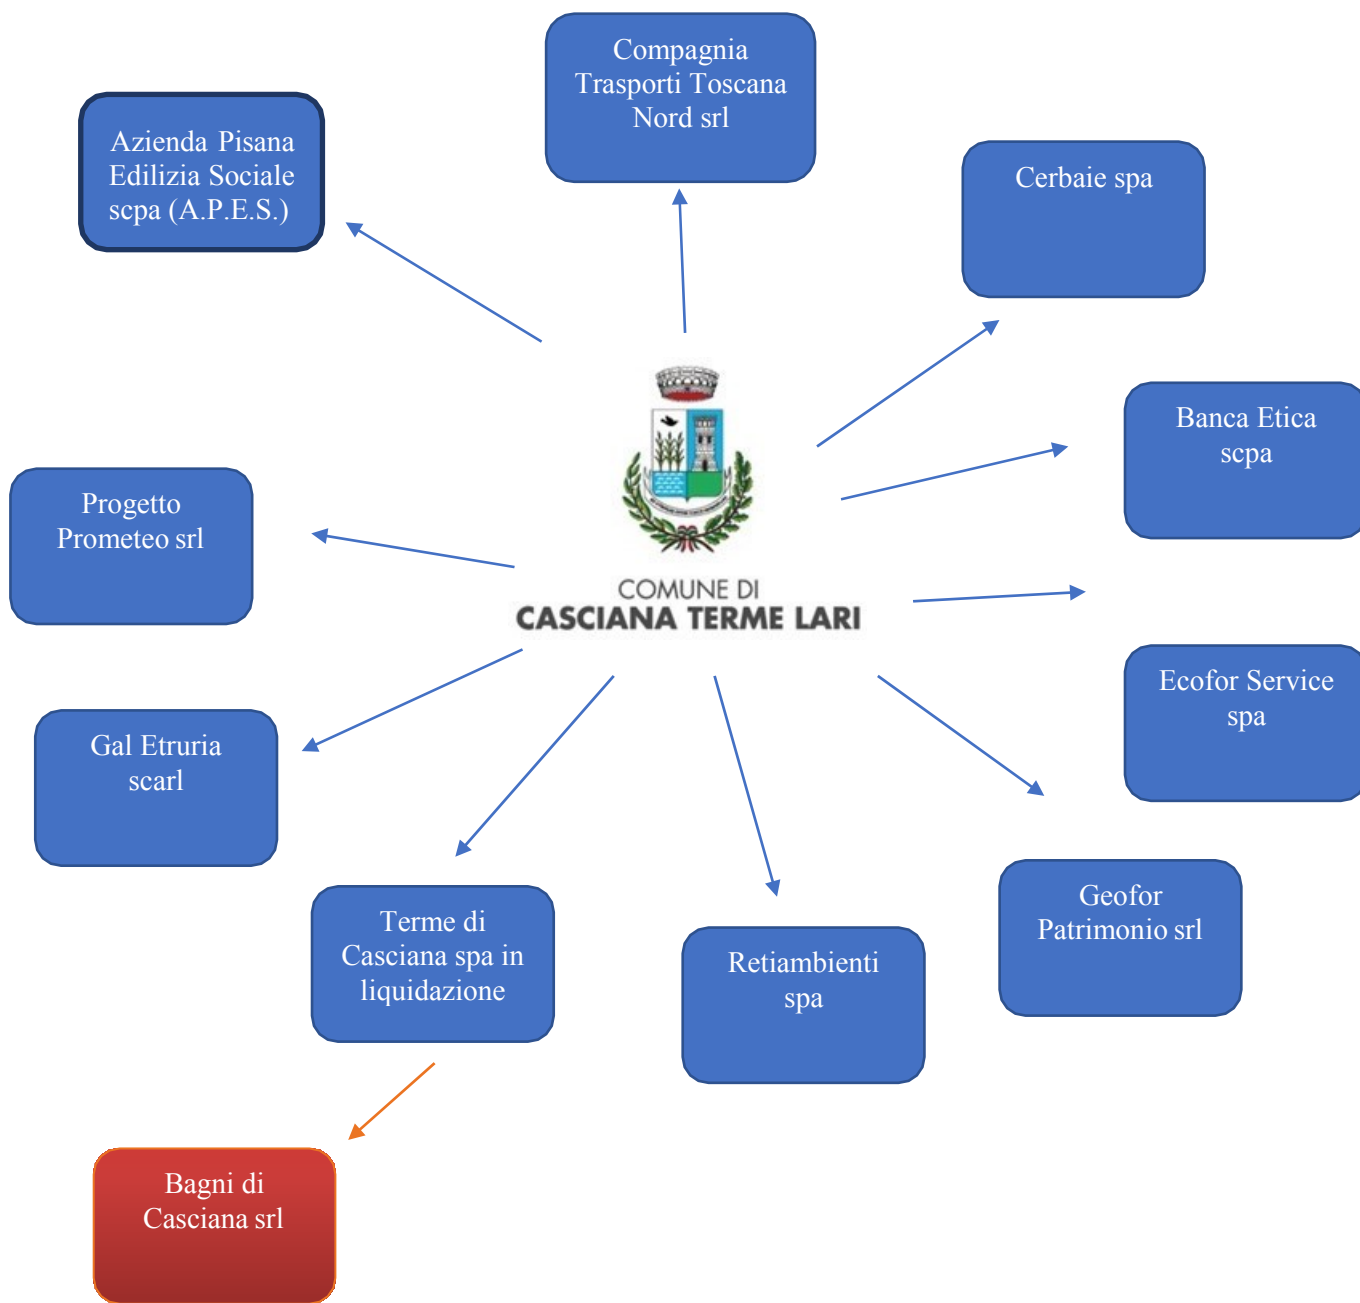 Compagnia
Trasporti Toscana
Nord srl
Azienda Pisana
Edilizia Sociale
scpa (A.P.E.S.)
Cerbaie spa
Banca Etica
scpa
Progetto
Prometeo srl
COMUNE DI
CASCIANA TERME LARI
Ecofor Service
spa
Gal Etruria
scarl
Geofor
Patrimonio srl
Terme di
Casciana spa in
liquidazione
Retiambienti
spa
Bagni di
Casciana srl